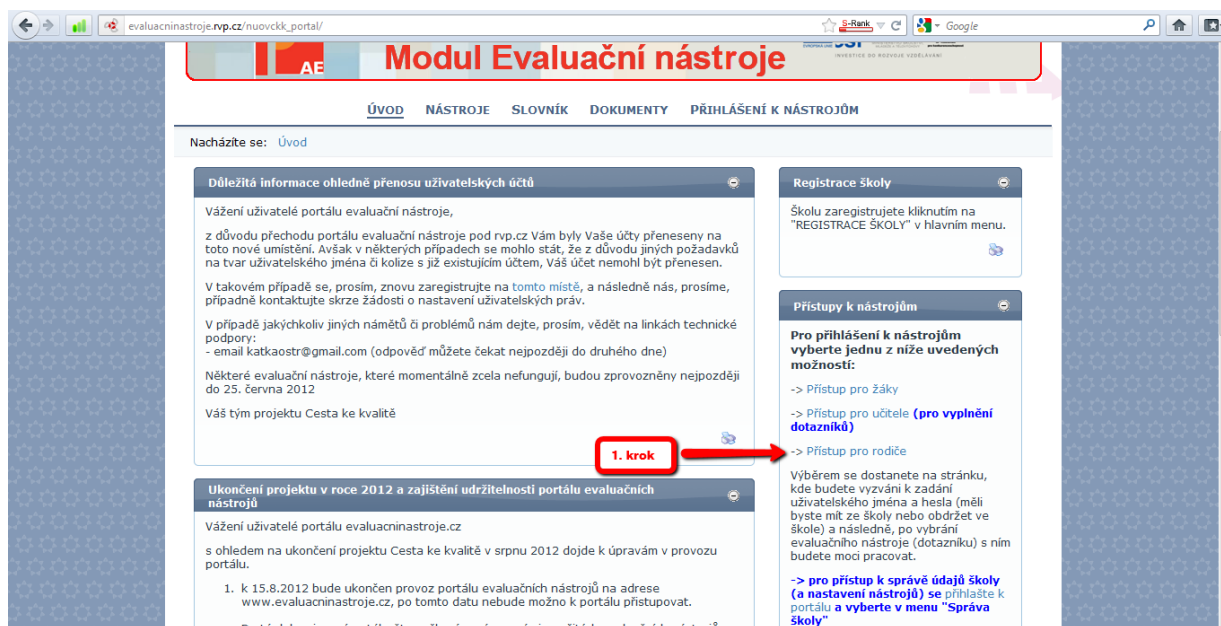 evaluacninastroje.rvp.cz/nuovckk_portal/
S-Rank
Google
AE
Modul Evaluační nástroje
INVESTICE DO ROZVOJE VZDĚLÁVÁNÍ
ÚVOD NÁSTROJE SLOVNÍK DOKUMENTY PŘIHLÁŠENÍ K NÁSTROJŮM
Nacházíte se: Úvod
Důležitá informace ohledně přenosu uživatelských účtů
Vážení uživatelé portálu evaluační nástroje,
z důvodu přechodu portálu evaluační nástroje pod rvp.cz Vám byly Vaše účty přeneseny na
toto nové umístění. Avšak v některých případech se mohlo stát, že z důvodu jiných požadavků
na tvar uživatelského jména či kolize s již existujícím účtem, Váš účet nemohl být přenesen.
V takovém případě se, prosím, znovu zaregistrujte na tomto místě, a následně nás, prosíme,
případně kontaktujte skrze žádosti o nastavení uživatelských práv.
V případě jakýchkoliv jiných námětů či problémů nám dejte, prosím, vědět na linkách technické
podpory:
- email katkaostr@gmail.com (odpověď můžete čekat nejpozději do druhého dne)
Některé evaluační nástroje, které momentálně zcela nefungují, budou zprovozněny nejpozději
do 25. června 2012
Váš tým projektu Cesta ke kvalitě
1. krok
Ukončení projektu v roce 2012 a zajištění udržitelnosti portálu evaluačních
nástrojů
Vážení uživatelé portálu evaluacninastroje.cz
s ohledem na ukončení projektu Cesta ke kvalitě v srpnu 2012 dojde k úpravám v provozu
portálu.
1. k 15.8.2012 bude ukončen provoz portálu evaluačních nástrojů na adrese
www.evaluacninastroje.cz, po tomto datu nebude možno k portálu přistupovat.
Registrace školy
Školu zaregistrujete kliknutím na
"REGISTRACE ŠKOLY" v hlavním menu.
Přístupy k nástrojům
Pro přihlášení k nástrojům
vyberte jednu z níže uvedených
možností:
-> Přístup pro žáky
-> Přístup pro učitele (pro vyplnění
dotazníků)
-> Přístup pro rodiče
Výběrem se dostanete na stránku,
kde budete vyzváni k zadání
uživatelského jména a hesla (měli
byste mít ze školy nebo obdržet ve
škole) a následně, po vybrání
evaluačního nástroje (dotazníku) s ním
budete moci pracovat.
-> pro přístup k správě údajů školy
(a nastavení nástrojů) se přihlašte k
portálu a vyberte v menu "Správa
školy"